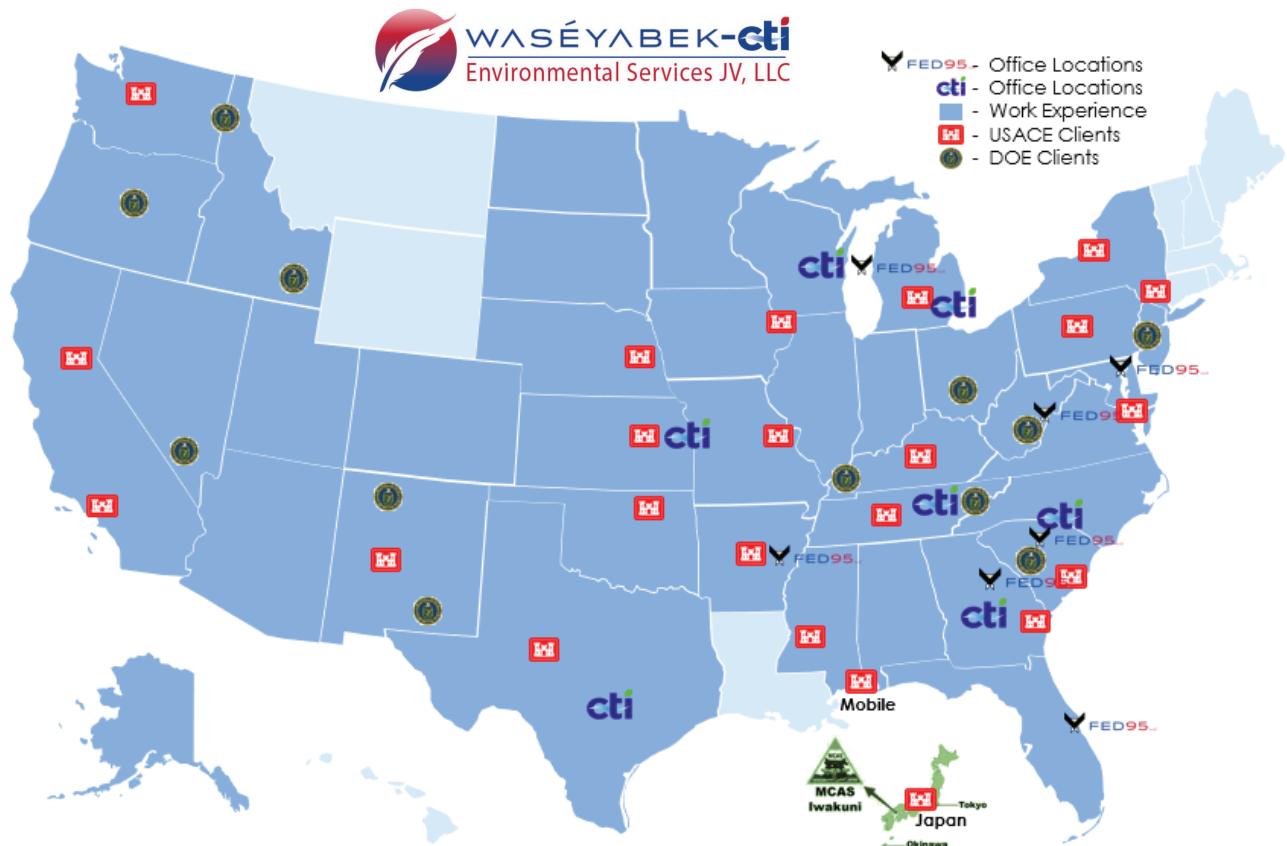 WASÉYABEK-cti
Environmental Services JV, LLC
FED95 - Office Locations
cti - Office Locations
- Work Experience
- USACE Clients
- DOE Clients
cti
FED95
cti
FED95
FED95
cti
cti
cti
FED95
FED95
FED95
cti
cti
Mobile
FED95
MCAS
MCAS
Iwakuni
Tokyo
Japan
Okinawa